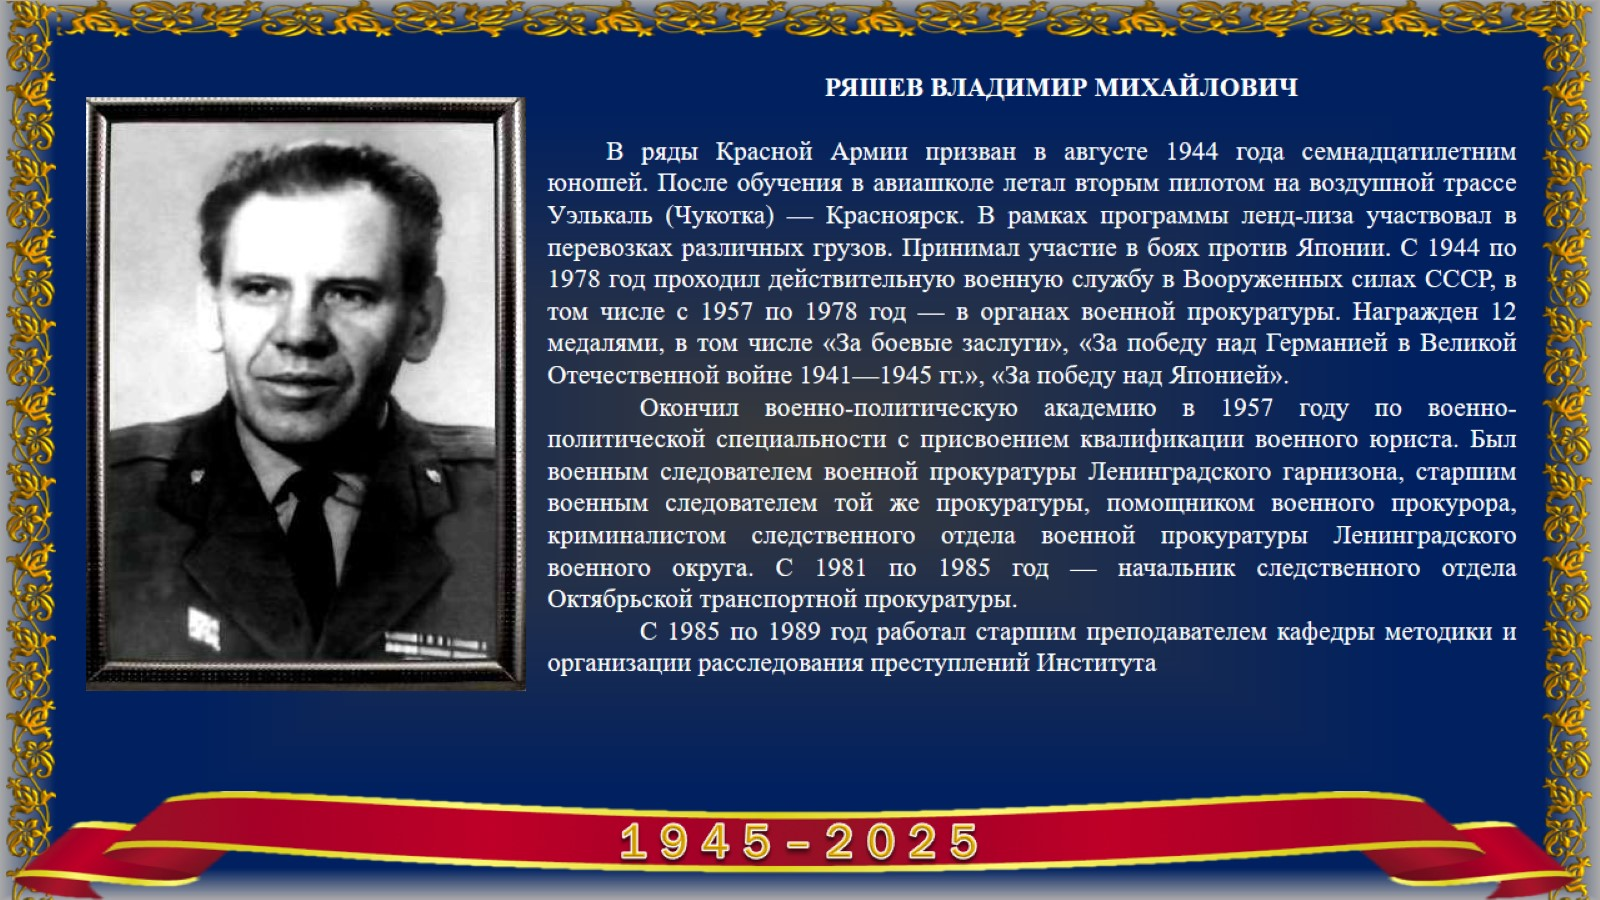 РЯШЕВ ВЛАДИМИР МИХАЙЛОВИЧ
В ряды Красной Армии призван в августе 1944 года семнадцатилетним
юношей. После обучения в авиашколе летал вторым пилотом на воздушной трассе
Уэлькаль (Чукотка) — Красноярск. В рамках программы ленд-лиза участвовал в
перевозках различных грузов. Принимал участие в боях против Японии. С 1944 по
1978 год проходил действительную военную службу в Вооруженных силах СССР, в
том числе с 1957 по 1978 год — в органах военной прокуратуры. Награжден 12
медалями, в том числе «За боевые заслуги», «За победу над Германией в Великой
Отечественной войне 1941—1945 гг.», «За победу над Японией».
Окончил военно-политическую академию в 1957 году по военно-
политической специальности с присвоением квалификации военного юриста. Был
военным следователем военной прокуратуры Ленинградского гарнизона, старшим
военным следователем той же прокуратуры, помощником военного прокурора,
криминалистом следственного отдела военной прокуратуры Ленинградского
военного округа. С 1981 по 1985 год — начальник следственного отдела
Октябрьской транспортной прокуратуры.
С 1985 по 1989 год работал старшим преподавателем кафедры методики и
организации расследования преступлений Института
1945–2025